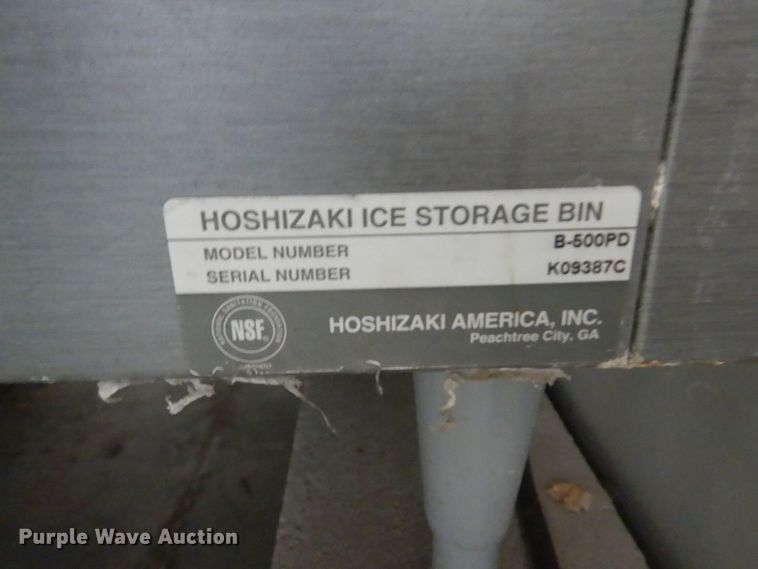 HOSHIZAKI ICE STORAGE BIN
MODEL NUMBER B-500PD
SERIAL NUMBER K09387C
NSF®
HOSHIZAKI AMERICA, INC.
Peachtree City, GA
Purple Wave Auction®